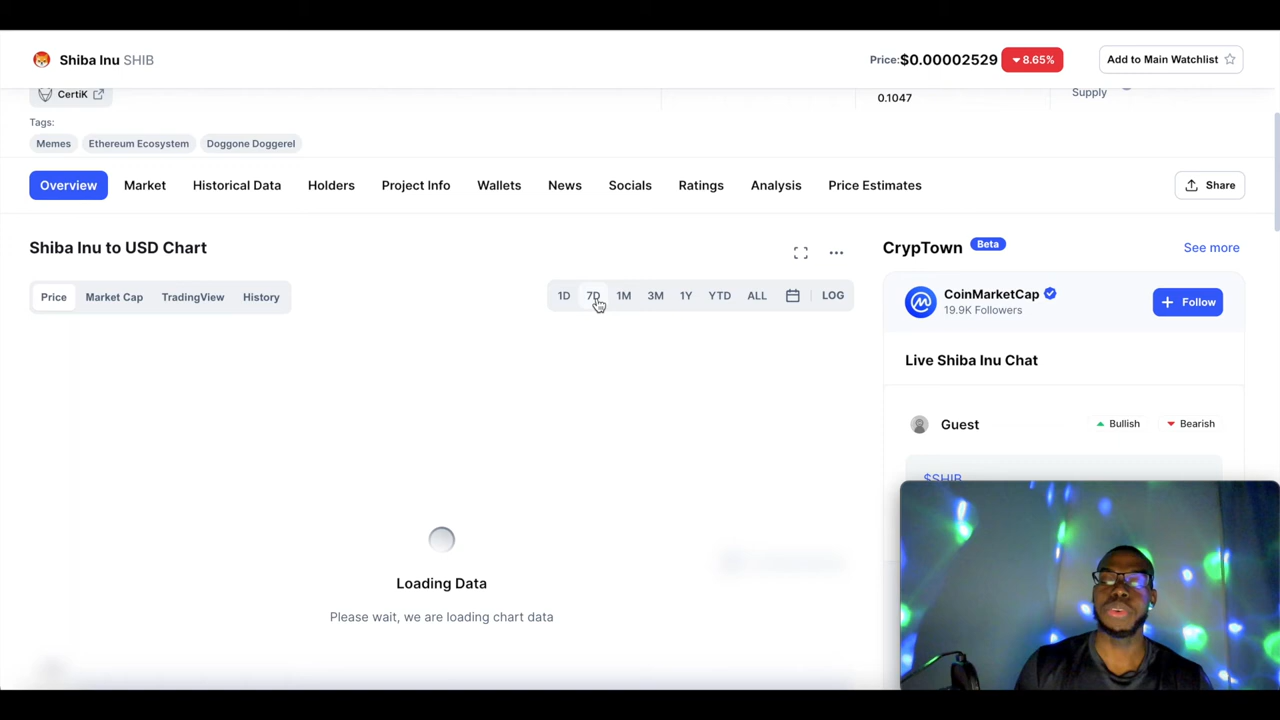 Shiba Inu SHIB
Price:$0.00002529 8.65% Add to Main Watchlist
CertiK
0.1047
Supply
Tags:
Memes Ethereum Ecosystem Doggone Doggerel
Overview Market Historical Data Holders Project Info Wallets News Socials Ratings Analysis Price Estimates Share
Shiba Inu to USD Chart
Price Market Cap TradingView History
1D 7D 1M 3M 1Y YTD ALL LOG
Loading Data
Please wait, we are loading chart data
CrypTown Beta See more
CoinMarketCap
19.9K Followers
+ Follow
Live Shiba Inu Chat
Guest Bullish Bearish
$SHIB